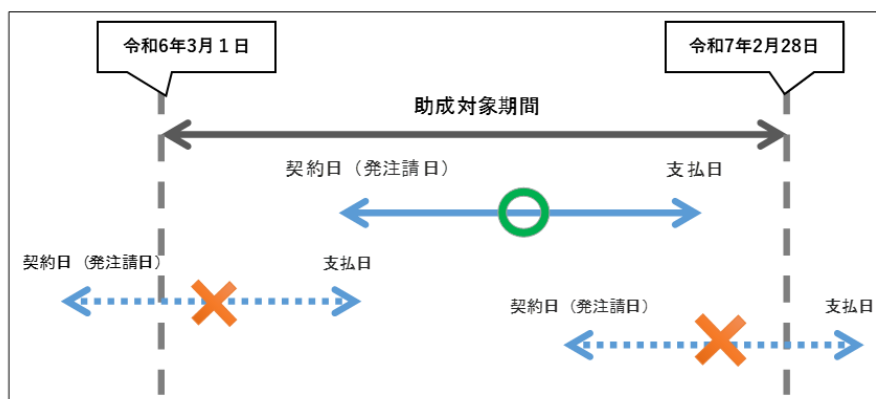 令和6年3月１日
令和7年2月28日
助成対象期間
契約日（発注請日）
支払日
契約日（発注請日）
支払日
契約日（発注請日）
支払日